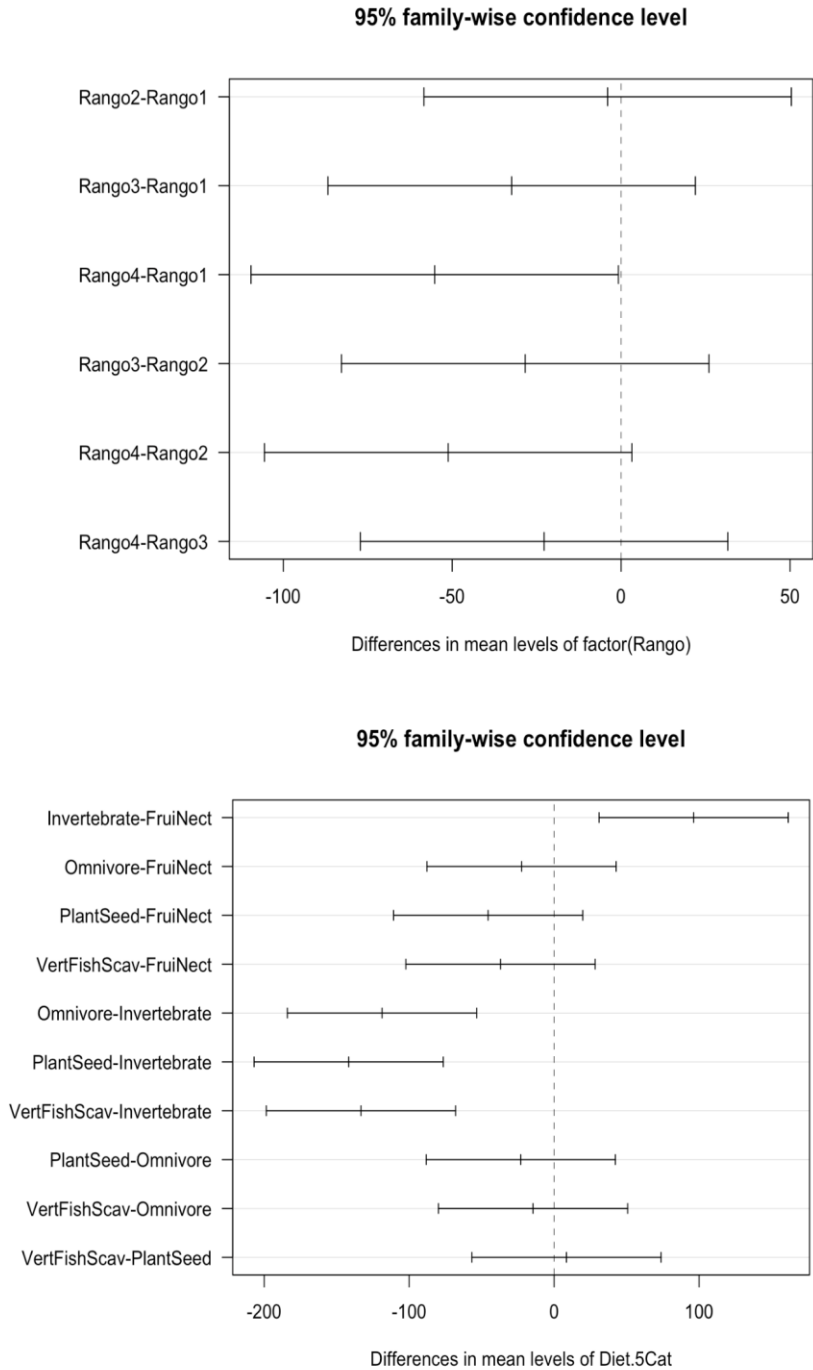 95% family-wise confidence level
Rango2-Rango1
Rango3-Rango1
Rango4-Rango1
Rango3-Rango2
Rango4-Rango2
Rango4-Rango3
-100 -50 0 50
Differences in mean levels of factor(Rango)
95% family-wise confidence level
Invertebrate-FruiNect
Omnivore-FruiNect
PlantSeed-FruiNect
VertFishScav-FruiNect
Omnivore-Invertebrate
PlantSeed-Invertebrate
VertFishScav-Invertebrate
PlantSeed-Omnivore
VertFishScav-Omnivore
VertFishScav-PlantSeed
-200 -100 0 100
Differences in mean levels of Diet.5Cat